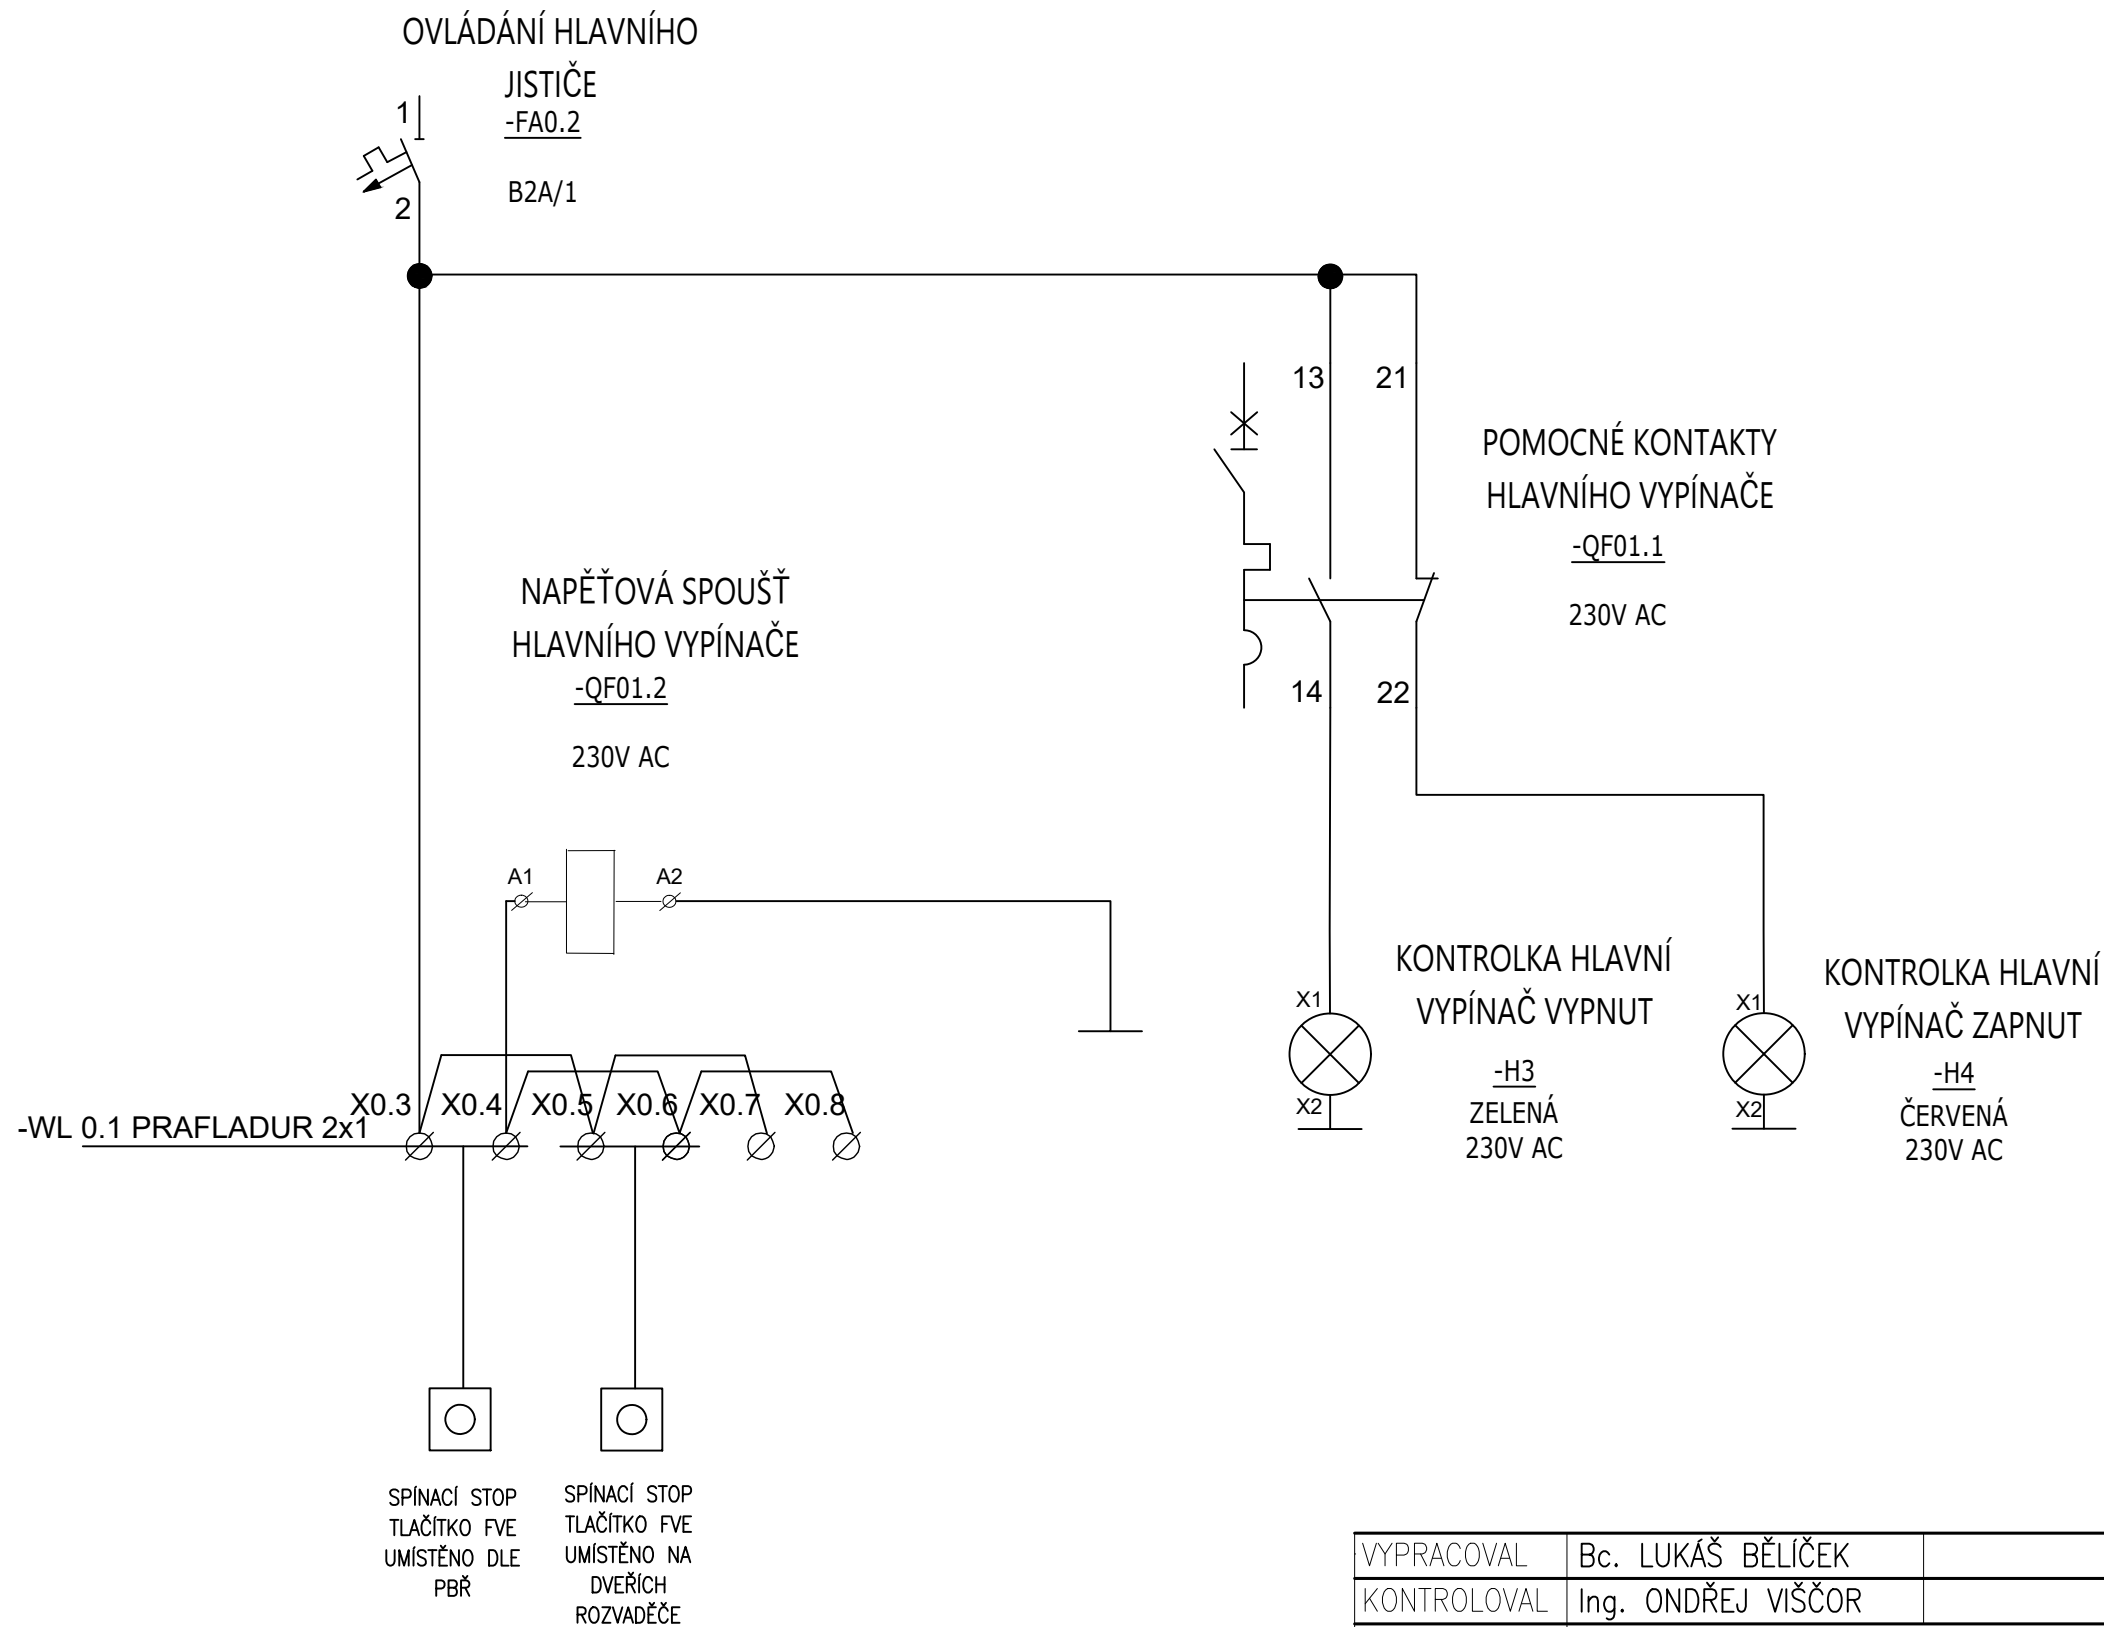 OVLÁDÁNÍ HLAVNÍHO
JISTIČE
-FA0.2
B2A/1
1
2
13
21
POMOCNÉ KONTAKTY
HLAVNÍHO VYPÍNAČE
-QF01.1
230V AC
14
22
NAPĚŤOVÁ SPOUŠŤ
HLAVNÍHO VYPÍNAČE
-QF01.2
230V AC
A1
A2
X0.3 X0.4 X0.5 X0.6 X0.7 X0.8
-WL 0.1 PRAFLADUR 2x1
X1
X2
KONTROLKA HLAVNÍ
VYPÍNAČ VYPNUT
-H3
ZELENÁ
230V AC
X1
X2
KONTROLKA HLAVNÍ
VYPÍNAČ ZAPNUT
-H4
ČERVENÁ
230V AC
SPÍNACÍ STOP
TLAČÍTKO FVE
UMÍSTĚNO DLE
PBŘ
SPÍNACÍ STOP
TLAČÍTKO FVE
UMÍSTĚNO NA
DVEŘÍCH
ROZVADĚČE
VYPRACOVAL Bc. LUKÁŠ BĚLÍČEK
KONTROLOVAL Ing. ONDŘEJ VIŠČOR